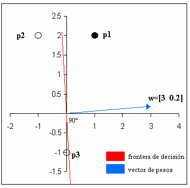 2.5
2
p2
p1
1.5
1
0.5
w=[3 0.2]
-2
-1
0
90°
1
2
3
4
-0.5
-1
p3
frontera de decisión
-1.5
vector de pesos
-2